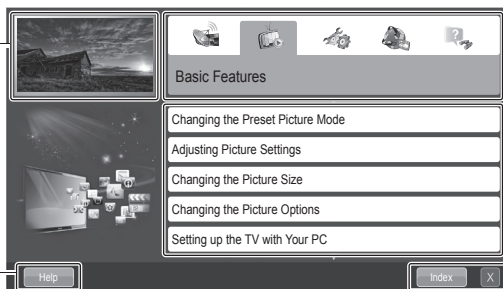 Basic Features
Changing the Preset Picture Mode
Adjusting Picture Settings
Changing the Picture Size
Changing the Picture Options
Setting up the TV with Your PC
Help
Index X